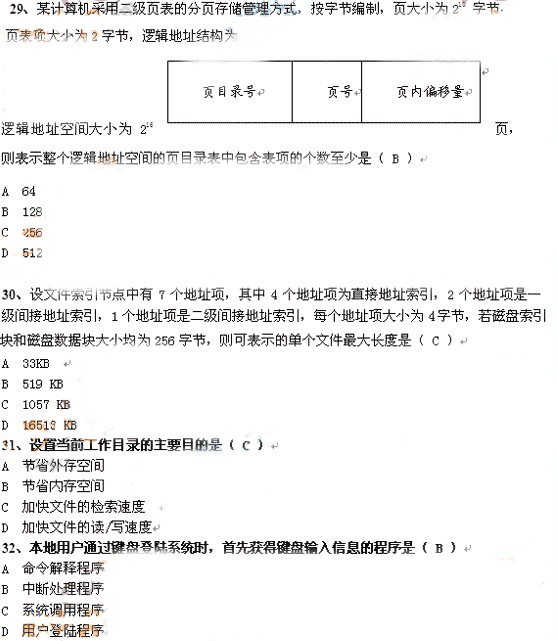 29、某计算机采用二级页表的分页存储管理方式，按字节编制，页大小为 2¹⁰ 字节
页表项大小为 2 字节，逻辑地址结构为
页目录号 页号 页内偏移量
逻辑地址空间大小为 2¹⁶ 页，
则表示整个逻辑地址空间的页目录表中包含表项的个数至少是（ B ）
A 64
B 128
C 256
D 512
30、设文件索引节点中有 7 个地址项，其中 4 个地址项为直接地址索引，2 个地址项是一
级间接地址索引，1 个地址项是二级间接地址索引，每个地址项大小为 4字节，若磁盘索引
块和磁盘数据块大小均为 256 字节，则可表示的单个文件最大长度是（ C ）
A 33KB
B 519 KB
C 1057 KB
D 16513 KB
31、设置当前工作目录的主要目的是（ C ）
A 节省外存空间
B 节省内存空间
C 加快文件的检索速度
D 加快文件的读/写速度
32、本地用户通过键盘登陆系统时，首先获得键盘输入信息的程序是（ B ）
A 命令解释程序
B 中断处理程序
C 系统调用程序
D 用户登陆程序